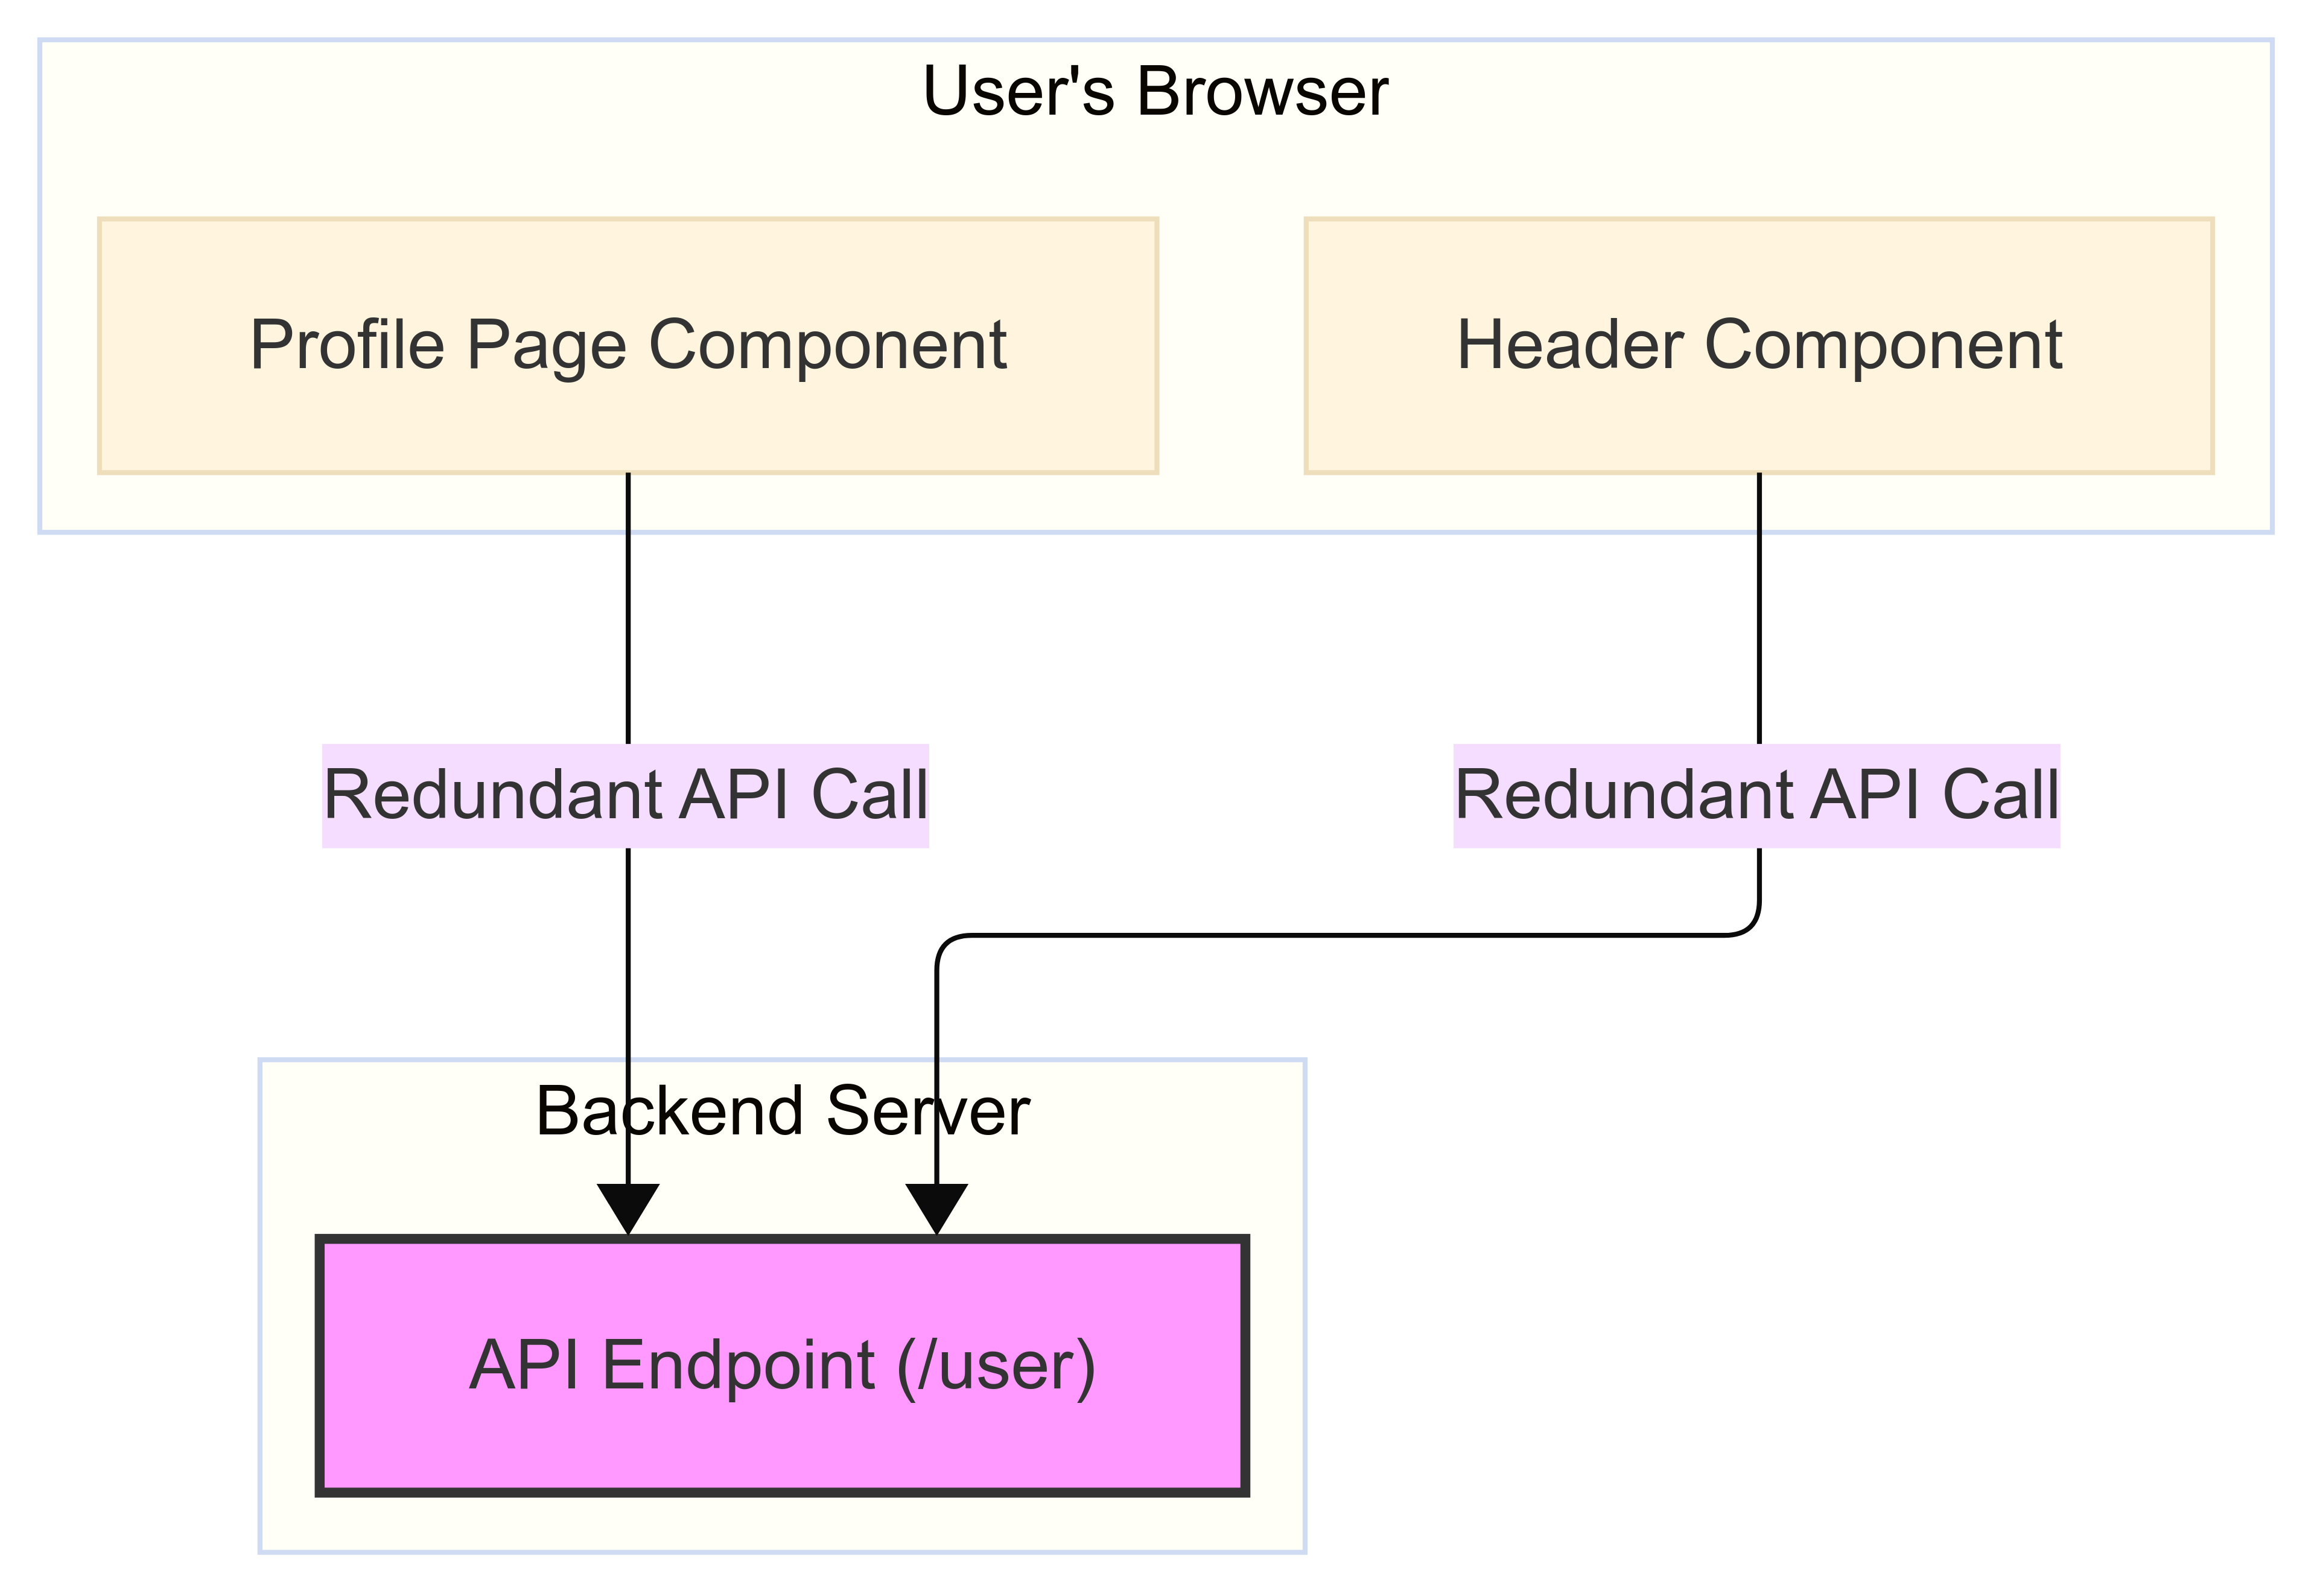 User's Browser
Profile Page Component
Header Component
Redundant API Call
Redundant API Call
Backend Server
API Endpoint (/user)